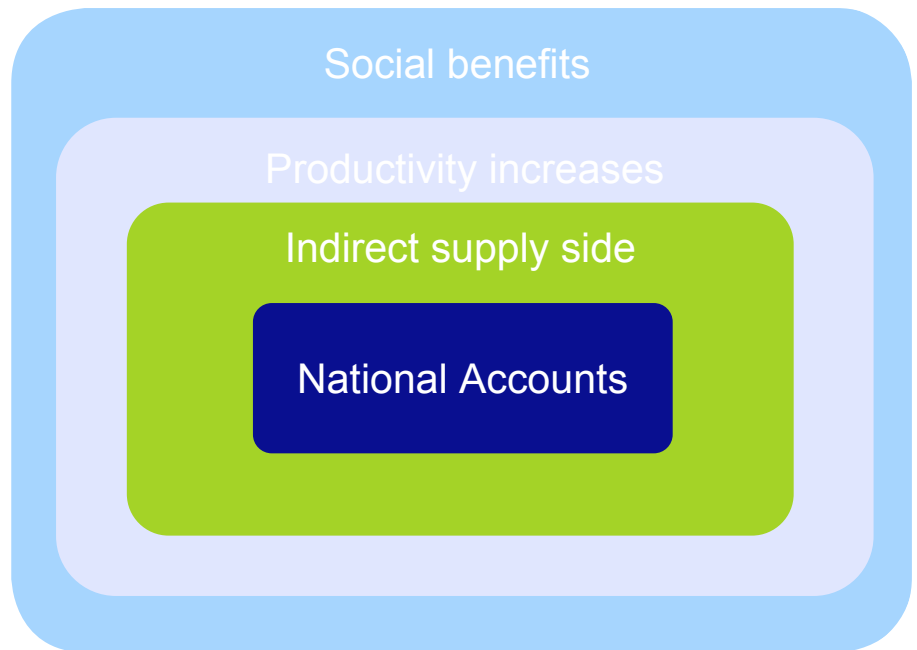 Social benefits
Productivity increases
Indirect supply side
National Accounts